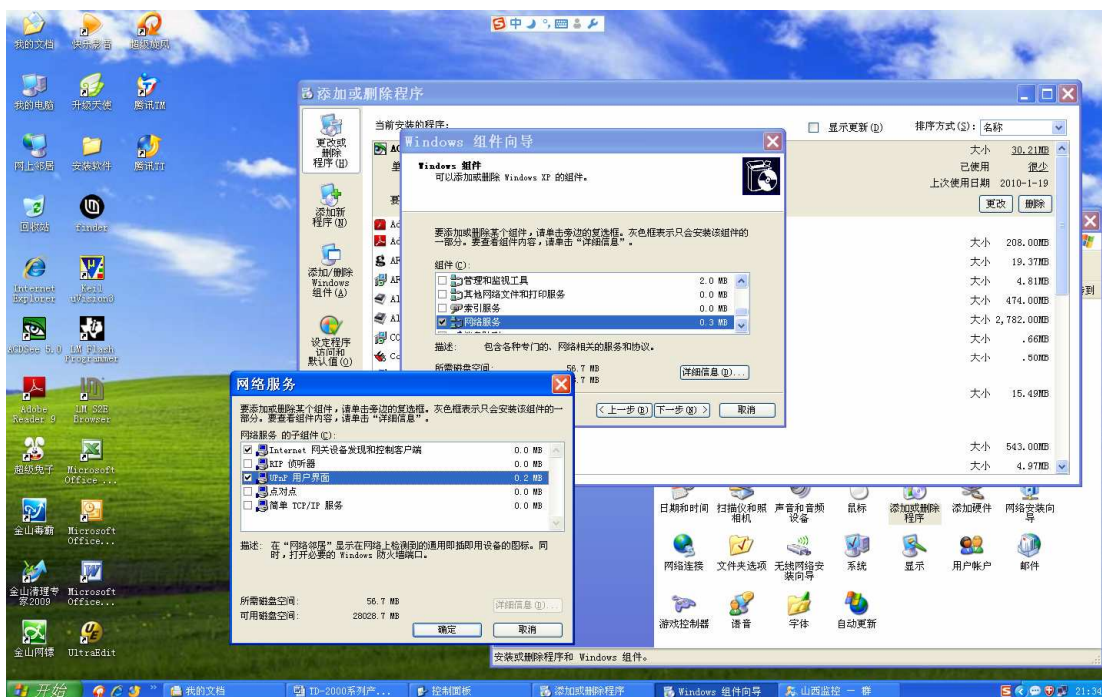 我的文档
快乐影音
超级旋风
我的电脑
升级天使
腾讯TM
网上邻居
安装软件
腾讯TT
回收站
finder
Internet
Explorer
Keil
uVision3
ACDSee 5.0
LM Flash
Programmer
Adobe
Reader 9
LM S2E
Browser
超级兔子
Microsoft
Office ...
金山毒霸
Microsoft
Office...
金山清理专
家2009
Microsoft
Office...
金山网镖
UltraEdit
中
添加或删除程序
更改或
删除
程序(H)
添加新
程序(N)
添加/删除
Windows
组件(A)
设定程序
访问和
默认值(O)
当前安装的程序:
显示更新(D)
排序方式(S):
名称
大小 30.21MB
已使用 很少
上次使用日期 2010-1-19
更改
删除
大小 208.00MB
大小 19.37MB
大小 4.81MB
大小 474.00MB
大小 2,782.00MB
大小 .66MB
大小 .50MB
大小 15.49MB
大小 543.00MB
大小 4.97MB
到
Windows 组件向导
Windows 组件
可以添加或删除 Windows XP 的组件。
要添加或删除某个组件，请单击旁边的复选框。灰色框表示只会安装该组件的
一部分。要查看组件内容，请单击“详细信息”。
组件(C):
管理和监视工具 2.0 MB
其他网络文件和打印服务 0.0 MB
索引服务 0.0 MB
网络服务 0.3 MB
描述: 包含各种专门的、网络相关的服务和协议。
所需磁盘空间: 56.7 MB
详细信息(D)...
<上一步(B)
下一步(N)>
取消
网络服务
要添加或删除某个组件，请单击旁边的复选框。灰色框表示只会安装该组件的一
部分。要查看组件内容，请单击“详细信息”。
网络服务 的子组件(C):
Internet 网关设备发现和控制客户端 0.0 MB
RIP 侦听器 0.0 MB
UPnP 用户界面 0.2 MB
点对点 0.0 MB
简单 TCP/IP 服务 0.0 MB
描述: 在“网络邻居”显示在网络上检测到的通用即插即用设备的图标。同
时，打开必要的 Windows 防火墙端口。
所需磁盘空间: 56.7 MB
可用磁盘空间: 28028.7 MB
详细信息(D)...
确定
取消
日期和时间
扫描仪和照
相机
声音和音频
设备
鼠标
添加或删除
程序
添加硬件
网络安装向
导
网络连接
文件夹选项
无线网络安
装向导
系统
显示
用户帐户
邮件
游戏控制器
语音
字体
自动更新
安装或删除程序和 Windows 组件。
开始
我的文档
TD-2000系列产...
控制面板
添加或删除程序
Windows 组件向导
山西监控 - 群
21:34